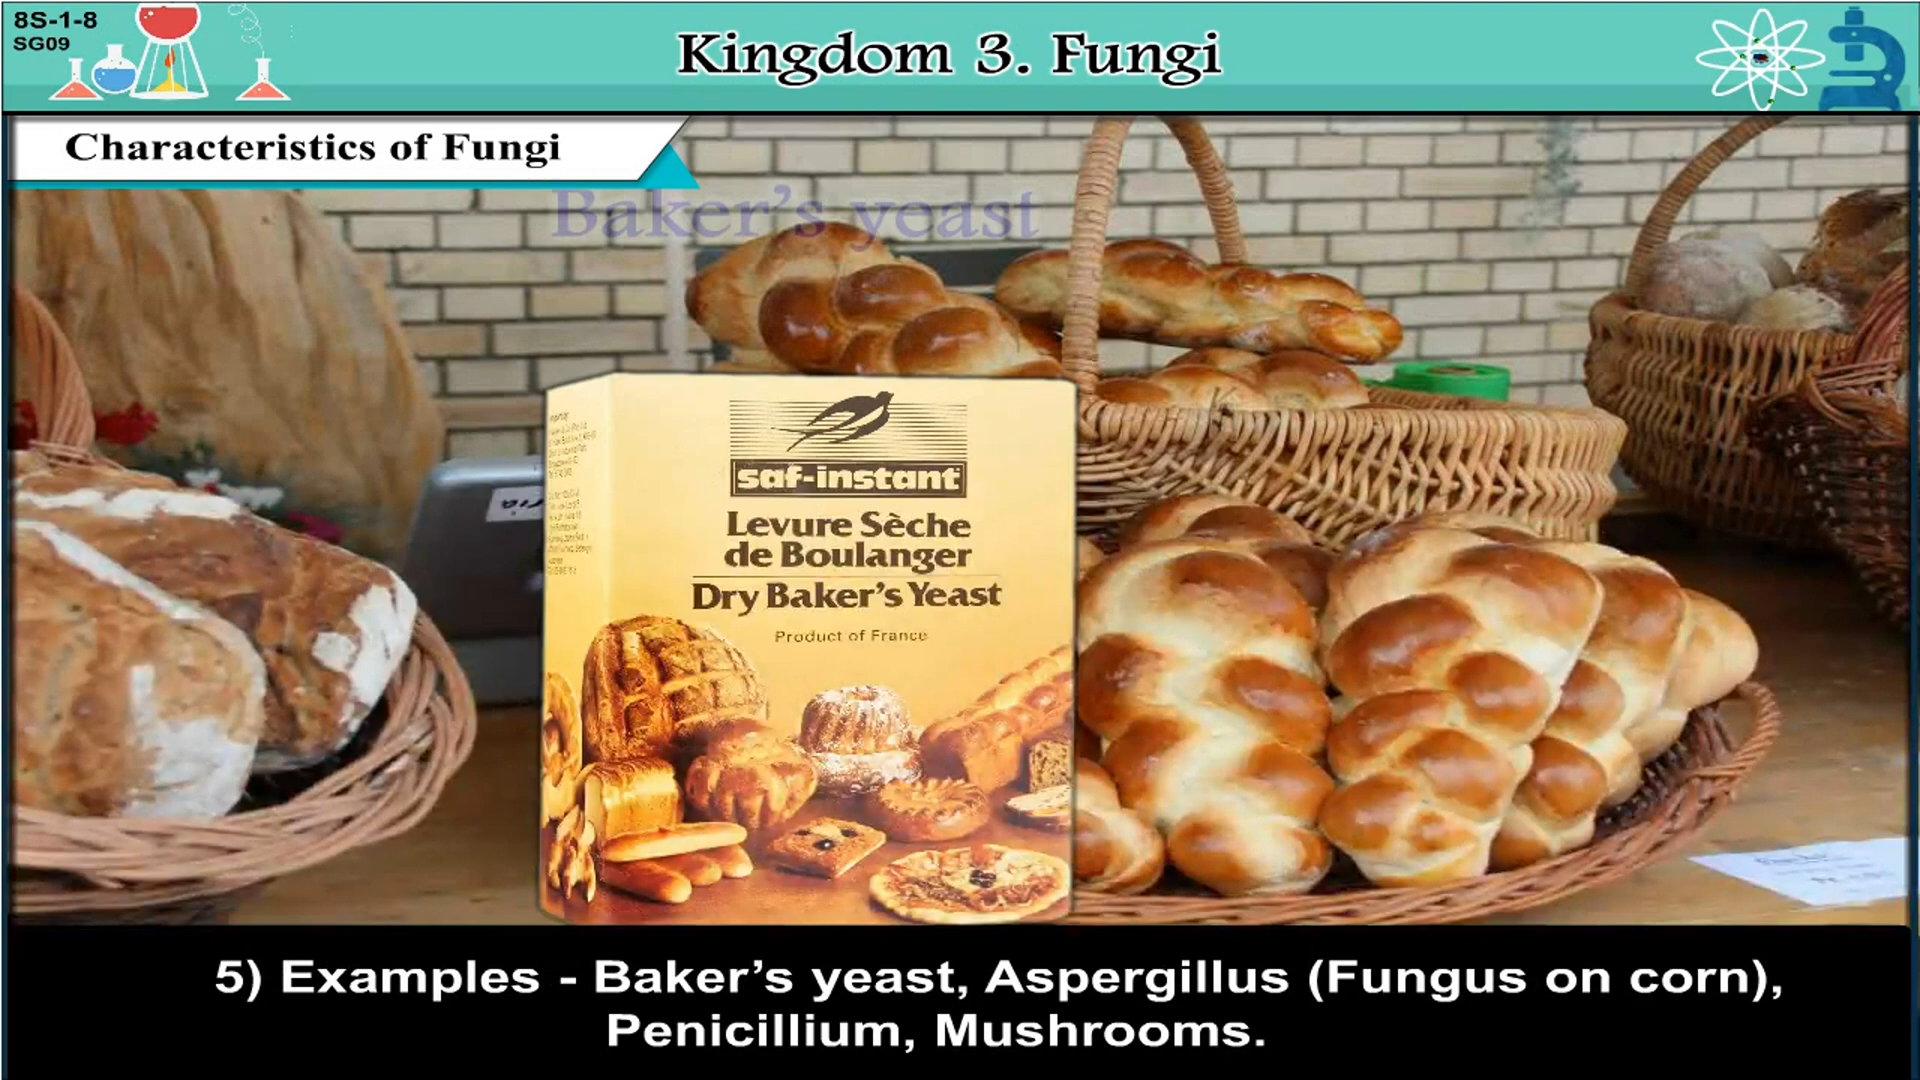 8S-1-8
SG09
Kingdom 3. Fungi
Characteristics of Fungi
Baker's yeast
saf-instant
Levure Sèche
de Boulanger
Dry Baker's Yeast
Product of France
5) Examples - Baker's yeast, Aspergillus (Fungus on corn),
Penicillium, Mushrooms.